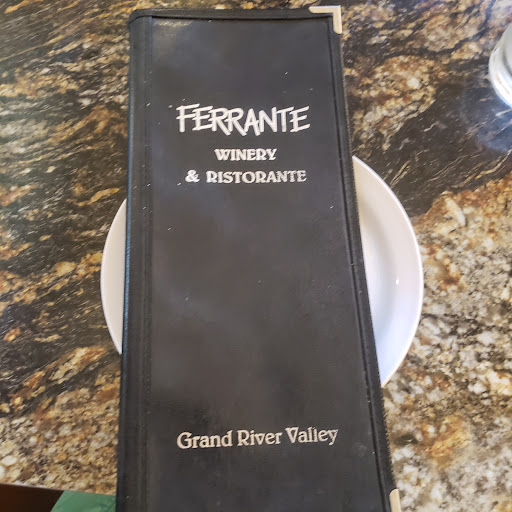 FERRANTE
WINERY
& RISTORANTE
Grand River Valley